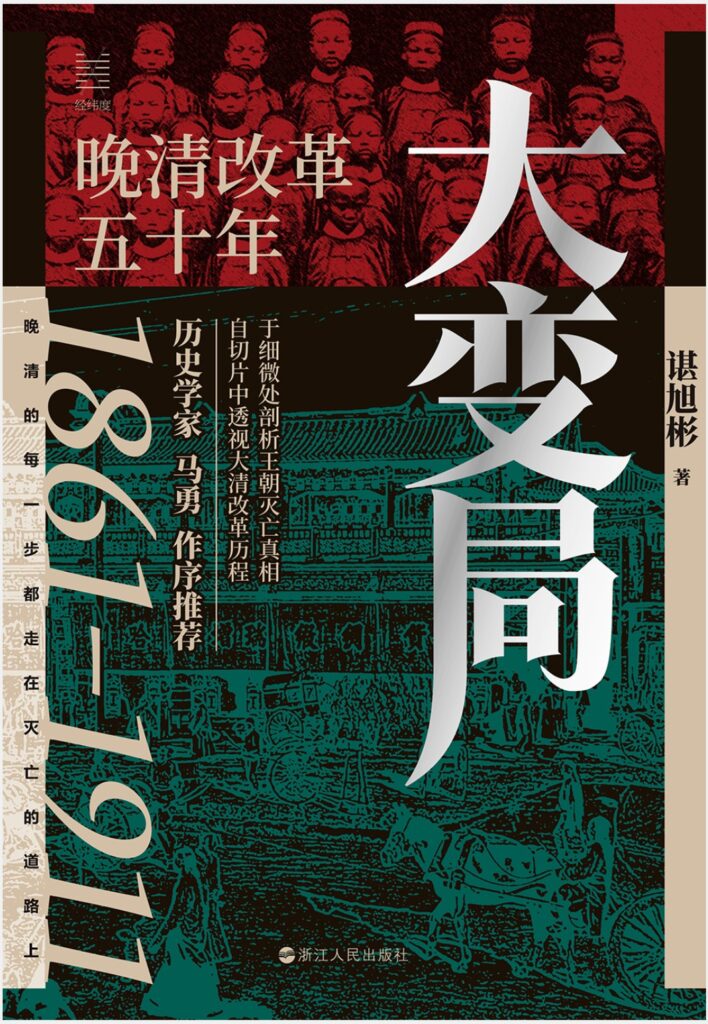 经纬度
晚清改革
五十年
大变局
谌旭彬 著
于细微处剖析王朝灭亡真相
自切片中透视大清改革历程
历史学家 马勇 作序推荐
1861–1911
晚清的每一步都走在灭亡的道路上
浙江人民出版社